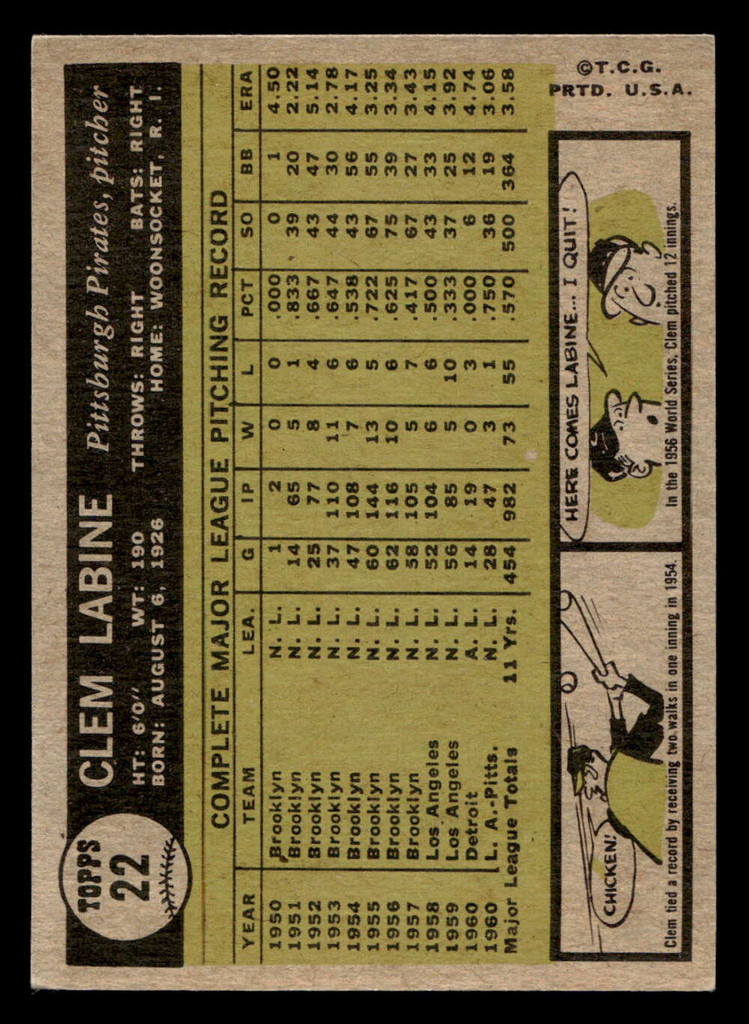 TOPPS
22
CLEM LABINE Pittsburgh Pirates, pitcher
HT: 6'0" WT: 190 THROWS: RIGHT BATS: RIGHT
BORN: AUGUST 6, 1926 HOME: WOONSOCKET, R. I.
COMPLETE MAJOR LEAGUE PITCHING RECORD
YEAR TEAM LEA. G IP W L PCT SO BB ERA
1950 Brooklyn N. L. 1 2 0 0 .000 0 1 4.50
1951 Brooklyn N. L. 14 65 5 1 .833 39 20 2.22
1952 Brooklyn N. L. 25 77 8 4 .667 43 47 5.14
1953 Brooklyn N. L. 37 110 11 6 .647 44 30 2.78
1954 Brooklyn N. L. 47 108 7 6 .538 43 56 4.17
1955 Brooklyn N. L. 60 144 13 5 .722 67 55 3.25
1956 Brooklyn N. L. 62 116 10 6 .625 75 39 3.34
1957 Brooklyn N. L. 58 105 5 7 .417 67 27 3.43
1958 Los Angeles N. L. 52 104 6 6 .500 43 33 4.15
1959 Los Angeles N. L. 56 85 5 10 .333 37 25 3.92
1960 Detroit A. L. 14 19 0 3 .000 6 12 4.74
1960 L. A.-Pitts. N. L. 28 47 3 1 .750 36 19 3.06
Major League Totals 11 Yrs. 454 982 73 55 .570 500 364 3.58
CHICKEN!
Clem tied a record by receiving two walks in one inning in 1954.
HERE COMES LABINE... I QUIT!
In the 1956 World Series, Clem pitched 12 innings.
©T.C.G.
PRTD. U.S.A.